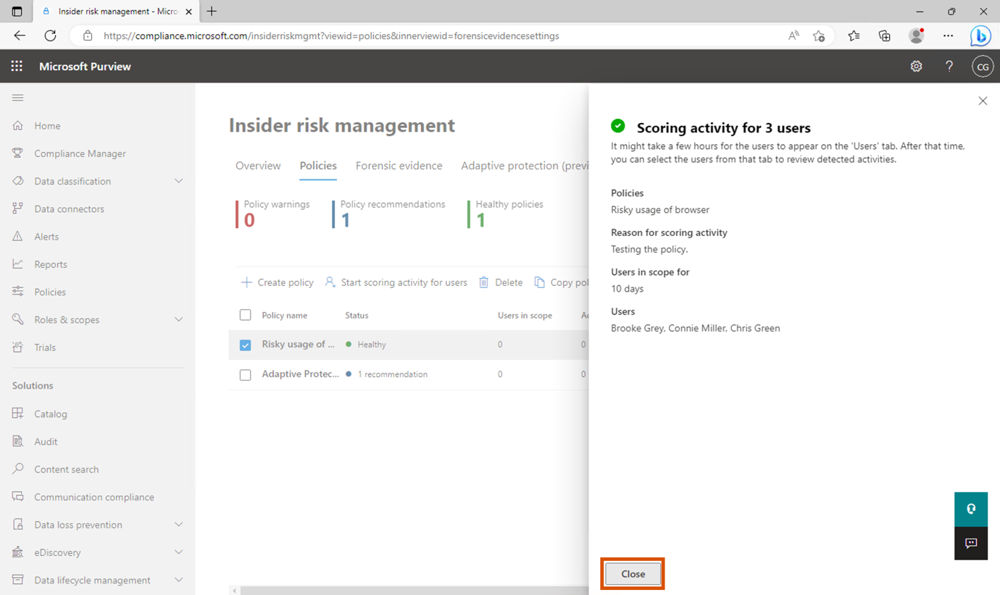 Insider risk management - Micro
https://compliance.microsoft.com/insiderriskmgmt?viewid=policies&innerviewid=forensicevidencesettings
Microsoft Purview
CG
Home
Compliance Manager
Data classification
Data connectors
Alerts
Reports
Policies
Roles & scopes
Trials
Solutions
Catalog
Audit
Content search
Communication compliance
Data loss prevention
eDiscovery
Data lifecycle management
Insider risk management
Overview Policies Forensic evidence Adaptive protection (previ
Policy warnings Policy recommendations Healthy policies
0 1 1
Create policy Start scoring activity for users Delete Copy pol
Policy name Status Users in scope Ac
Risky usage of ... Healthy 0 0
Adaptive Protec... 1 recommendation 0 0
Scoring activity for 3 users
It might take a few hours for the users to appear on the 'Users' tab. After that time,
you can select the users from that tab to review detected activities.
Policies
Risky usage of browser
Reason for scoring activity
Testing the policy.
Users in scope for
10 days
Users
Brooke Grey, Connie Miller, Chris Green
Close